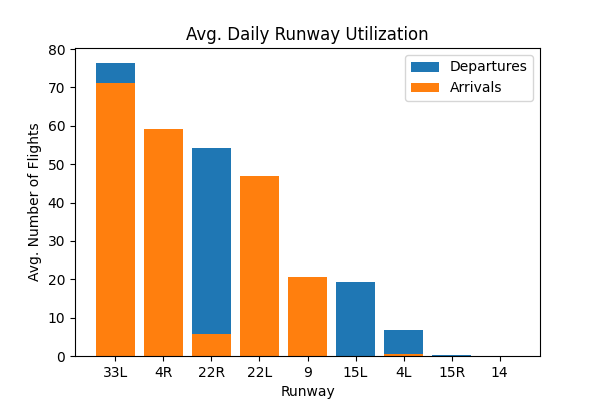 Avg. Daily Runway Utilization
80
70
60
50
40
30
20
10
0
Avg. Number of Flights
Departures
Arrivals
33L 4R 22R 22L 9 15L 4L 15R 14
Runway